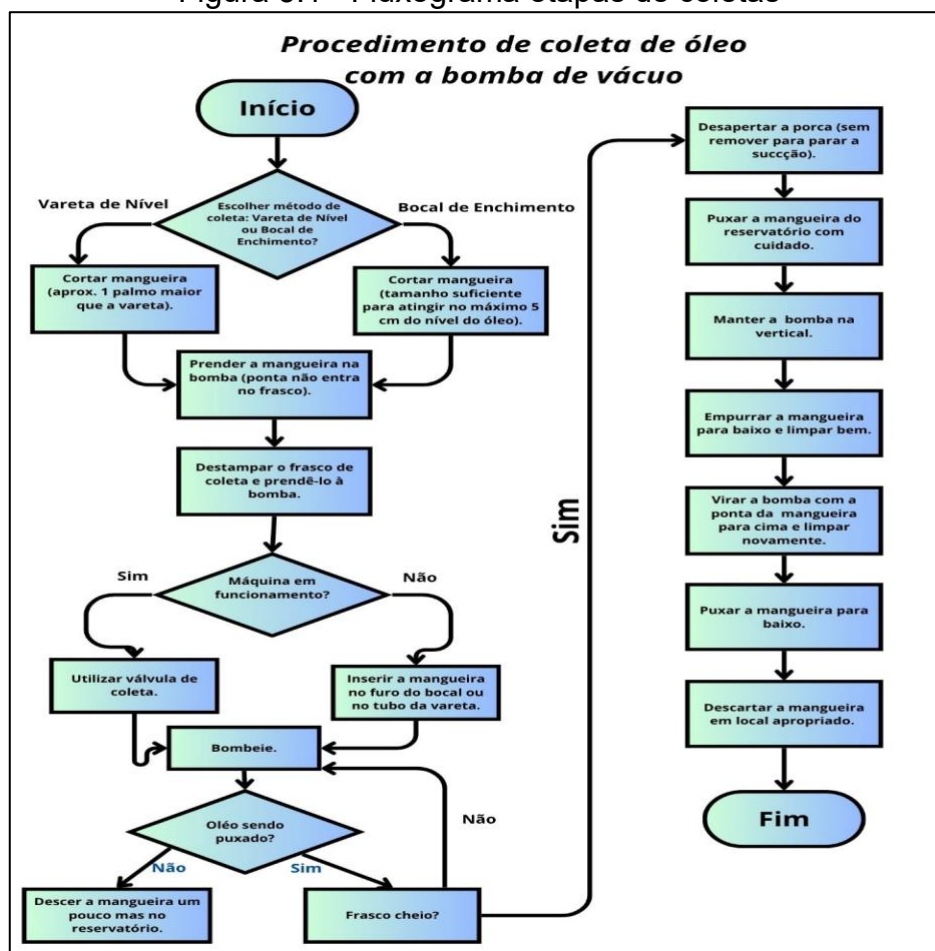 Procedimento de coleta de óleo
com a bomba de vácuo
Início
Vareta de Nível
Escolher método de
coleta: Vareta de Nível
ou Bocal de
Enchimento?
Bocal de Enchimento
Cortar mangueira
(aprox. 1 palmo maior
que a vareta).
Cortar mangueira
(tamanho suficiente
para atingir no máximo 5
cm do nível do óleo).
Prender a mangueira na
bomba (ponta não entra
no frasco).
Destampar o frasco de
coleta e prendê-lo à
bomba.
Sim
Máquina em
funcionamento?
Não
Utilizar válvula de
coleta.
Inserir a mangueira
no furo do bocal ou
no tubo da vareta.
Bombeie.
Oléo sendo
puxado?
Não
Não
Sim
Descer a mangueira um
pouco mas no
reservatório.
Frasco cheio?
Sim
Desapertar a porca (sem
remover para parar a
succção).
Puxar a mangueira do
reservatório com
cuidado.
Manter a bomba na
vertical.
Empurrar a mangueira
para baixo e limpar bem.
Virar a bomba com a
ponta da mangueira
para cima e limpar
novamente.
Puxar a mangueira para
baixo.
Descartar a mangueira
em local apropriado.
Fim